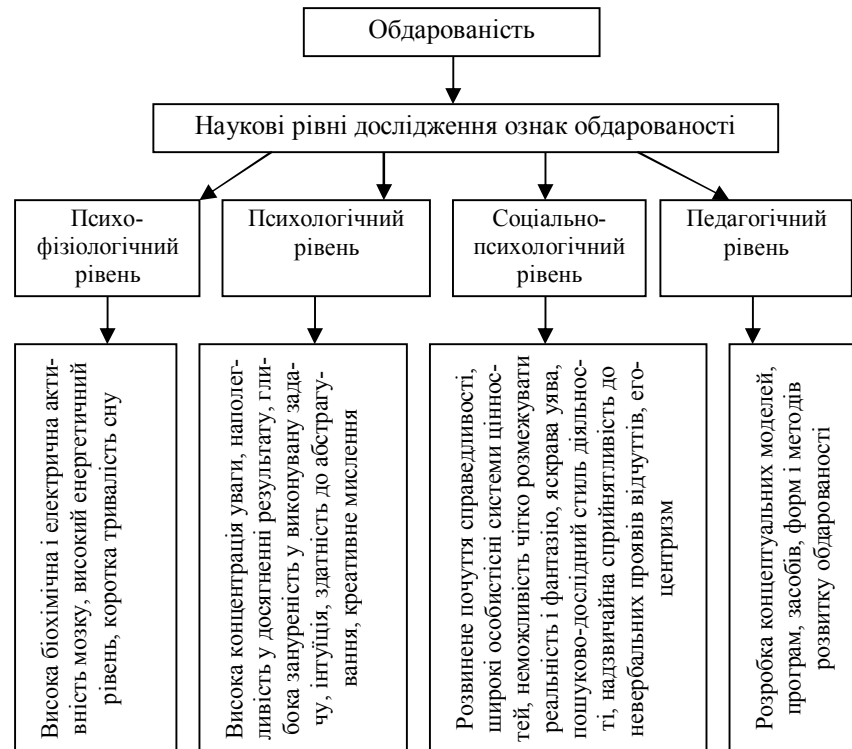 Обдарованість
Наукові рівні дослідження ознак обдарованості
Психо-
фізіологічний
рівень
Психологічний
рівень
Соціально-
психологічний
рівень
Педагогічний
рівень
Висока біохімічна і електрична акти-
вність мозку, високий енергетичний
рівень, коротка тривалість сну
Висока концентрація уваги, наполег-
ливість у досягненні результату, гли-
бока зануреність у виконувану зада-
чу, інтуїція, здатність до абстрагу-
вання, креативне мислення
Розвинене почуття справедливості,
широкі особистісні системи ціннос-
тей, неможливість чітко розмежувати
реальність і фантазію, яскрава уява,
пошуково-дослідний стиль діяльнос-
ті, надзвичайна сприйнятливість до
невербальних проявів відчуттів, его-
центризм
Розробка концептуальних моделей,
програм, засобів, форм і методів
розвитку обдарованості